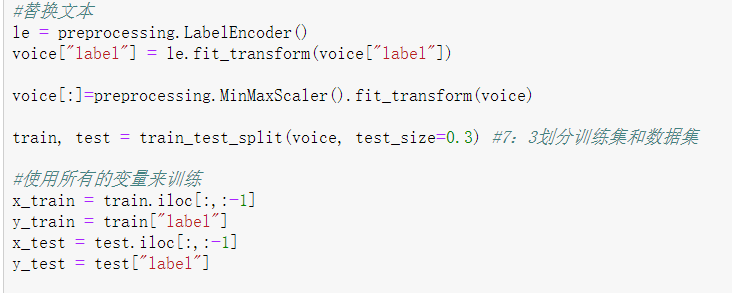 #替换文本
le = preprocessing.LabelEncoder()
voice["label"] = le.fit_transform(voice["label"])
voice[:]=preprocessing.MinMaxScaler().fit_transform(voice)
train, test = train_test_split(voice, test_size=0.3) #7：3划分训练集和数据集
#使用所有的变量来训练
x_train = train.iloc[:,:-1]
y_train = train["label"]
x_test = test.iloc[:,:-1]
y_test = test["label"]